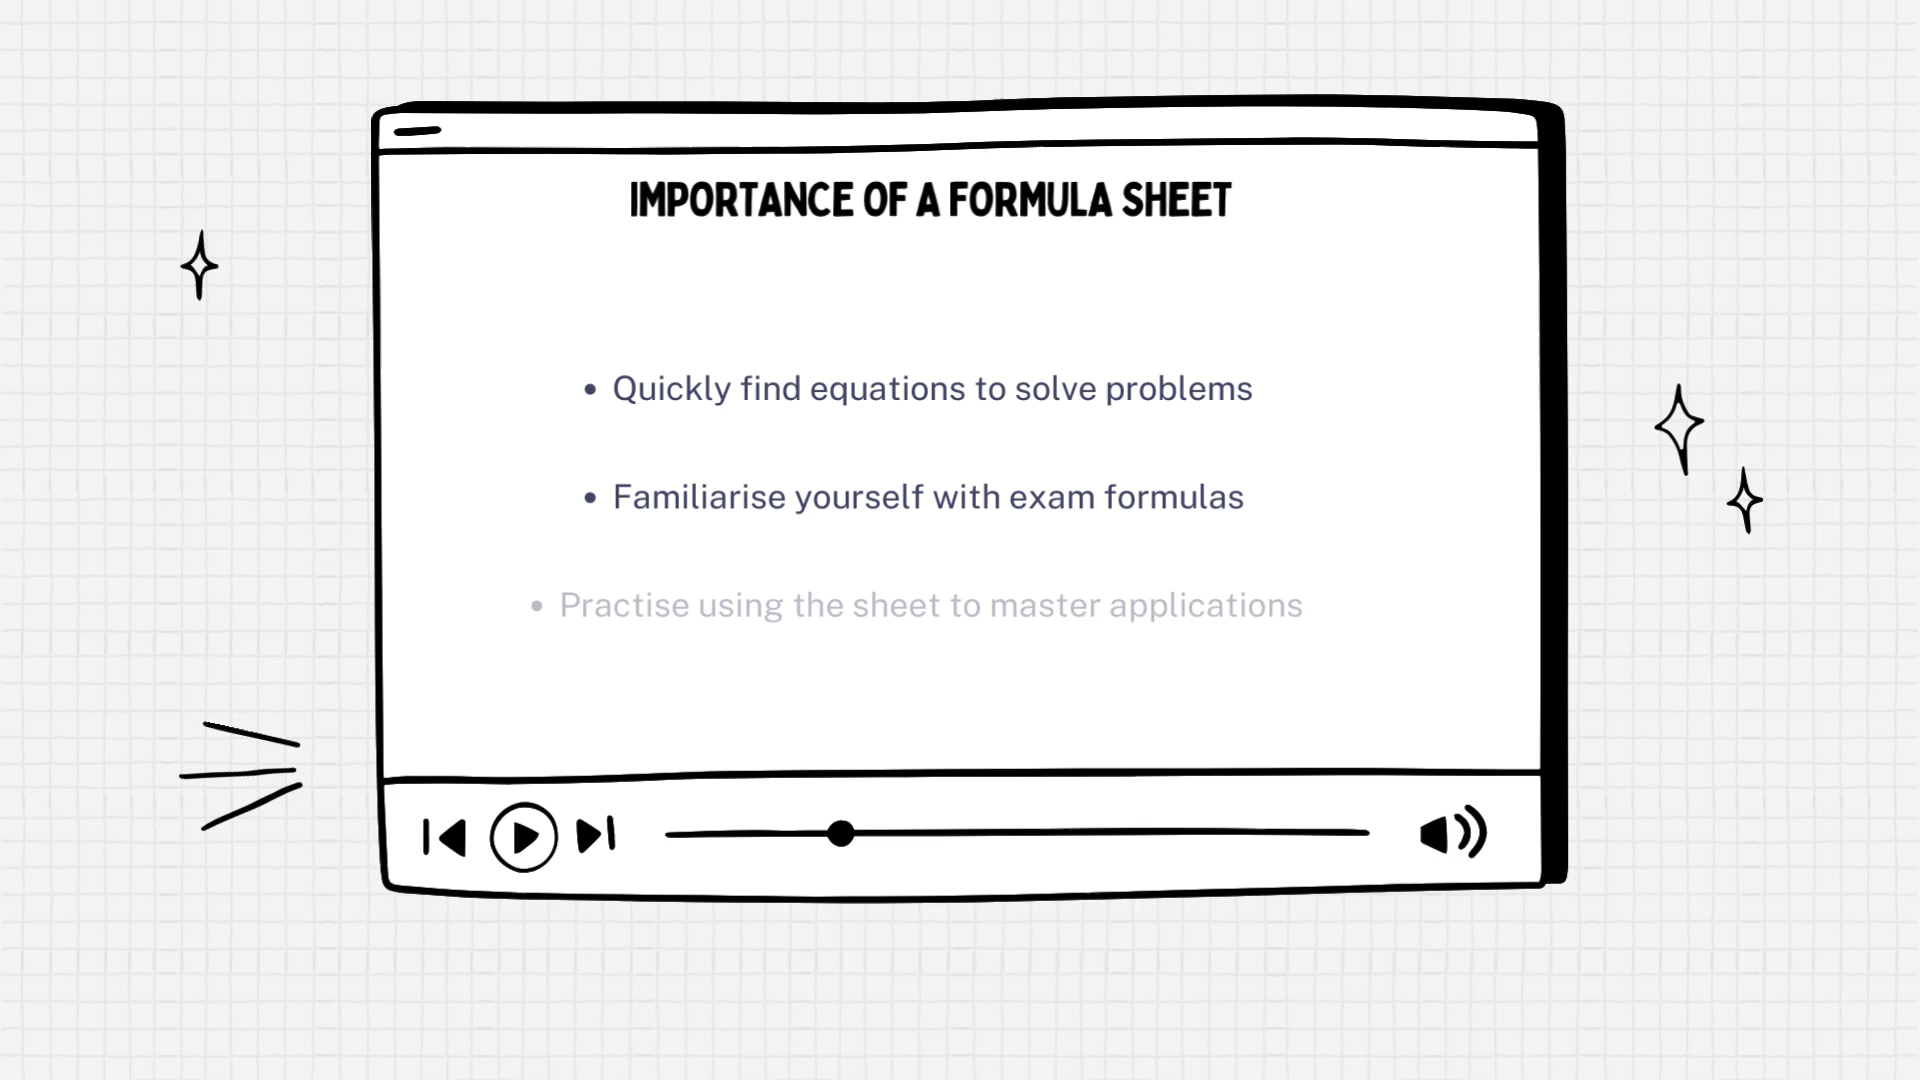 IMPORTANCE OF A FORMULA SHEET
• Quickly find equations to solve problems
• Familiarise yourself with exam formulas
• Practise using the sheet to master applications